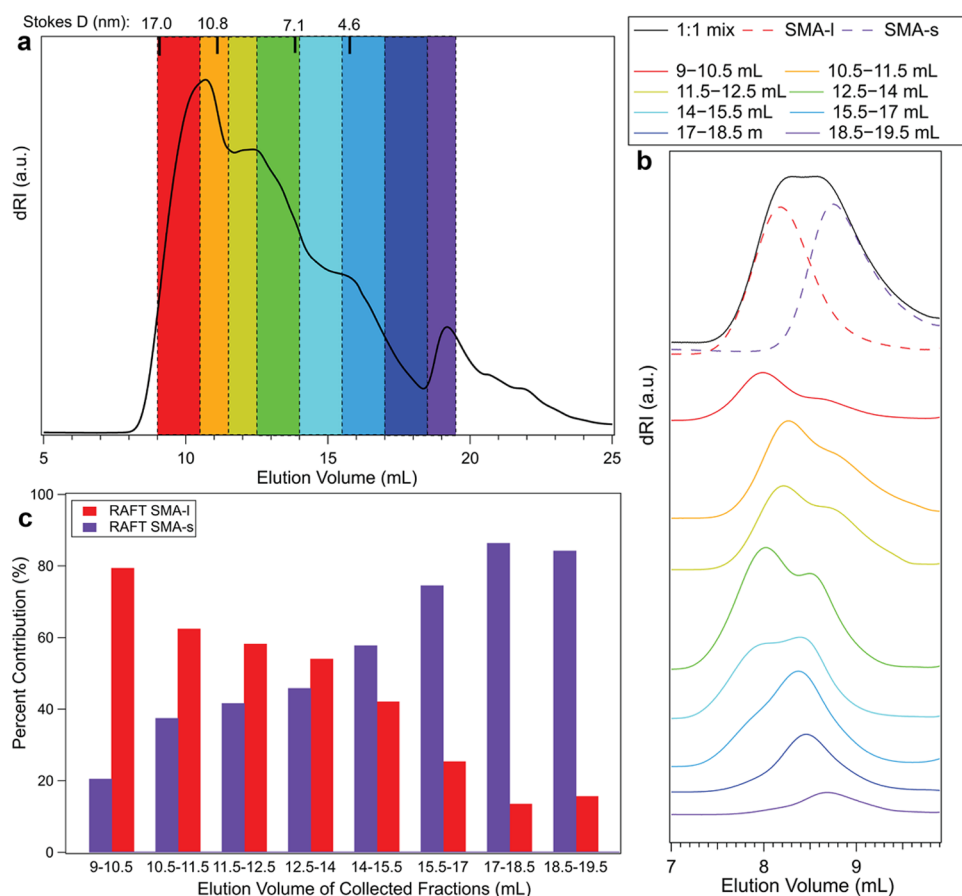 Stokes D (nm): 17.0 10.8 7.1 4.6
a
dRI (a.u.)
5 10 15 20 25
Elution Volume (mL)
1:1 mix SMA-l SMA-s
9−10.5 mL 10.5−11.5 mL
11.5−12.5 mL 12.5−14 mL
14−15.5 mL 15.5−17 mL
17−18.5 m 18.5−19.5 mL
b
dRI (a.u.)
7 8 9
Elution Volume (mL)
c
RAFT SMA-l
RAFT SMA-s
Percent Contribution (%)
100
80
60
40
20
0
9-10.5 10.5-11.5 11.5-12.5 12.5-14 14-15.5 15.5-17 17-18.5 18.5-19.5
Elution Volume of Collected Fractions (mL)